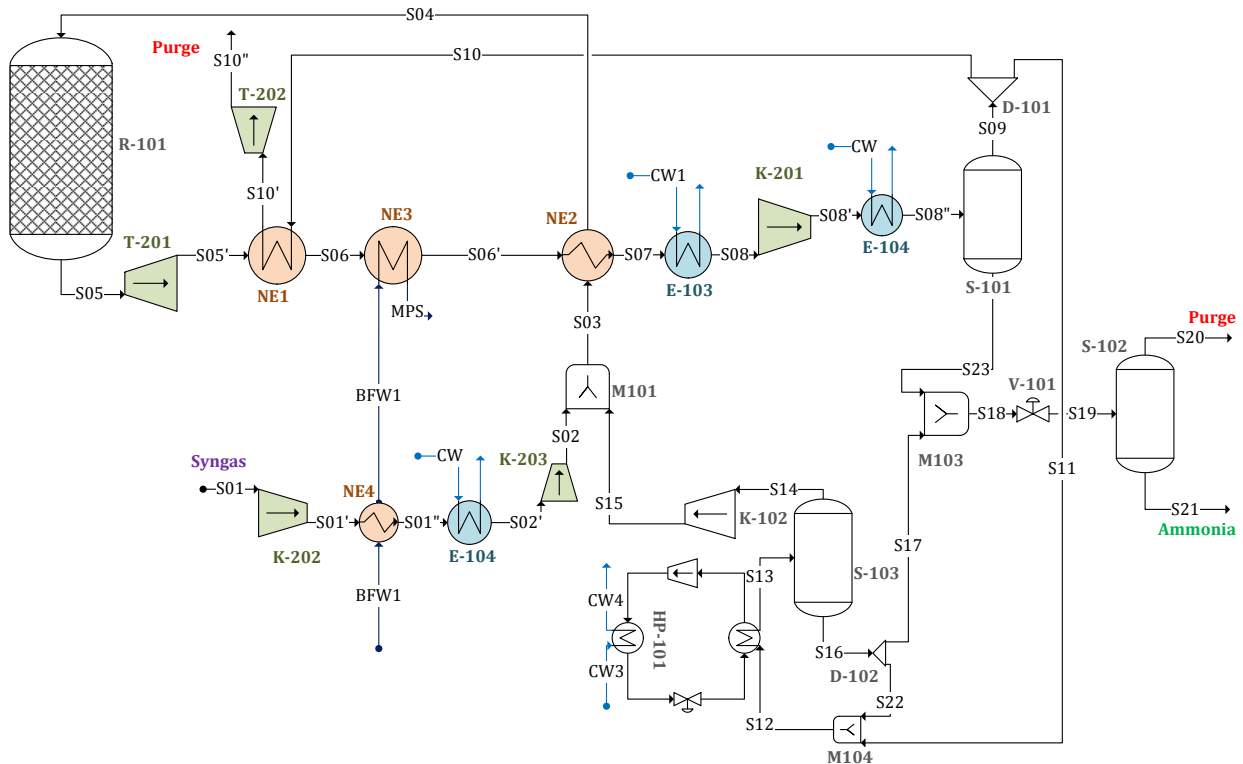 S04
Purge
S10"
S10
T-202
D-101
R-101
S09
CW
K-201
CW1
S10'
NE3
NE2
S08'
S08"
T-201
E-104
S05'
S06
S06'
S07
S08
S-101
NE1
E-103
S05
MPS
S03
Purge
S20
S-102
S23
V-101
BFW1
M101
S18
S19
S02
M103
CW
K-203
Syngas
S11
S01
NE4
S15
S14
S21
S01'
S01"
S02'
K-102
Ammonia
K-202
E-104
S17
S13
S-103
BFW1
CW4
HP-101
S16
CW3
D-102
S22
S12
M104